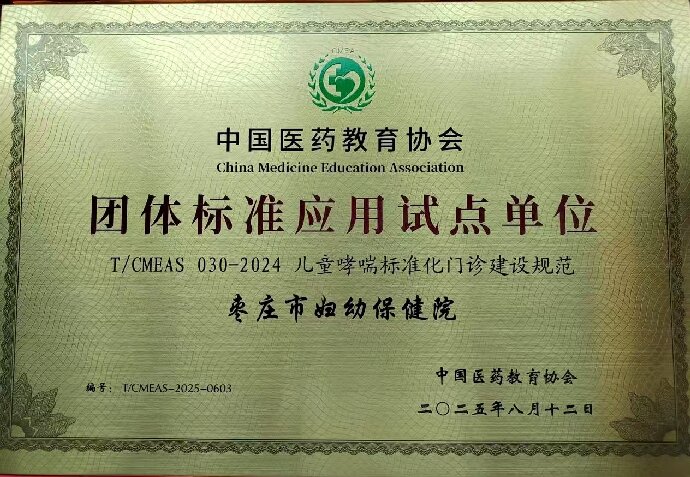 CMEA
中国医药教育协会
China Medicine Education Association
团体标准应用试点单位
T/CMEAS 030-2024 儿童哮喘标准化门诊建设规范
枣庄市妇幼保健院
编号：T/CMEAS-2025-0603
中国医药教育协会
二〇二五年八月十二日